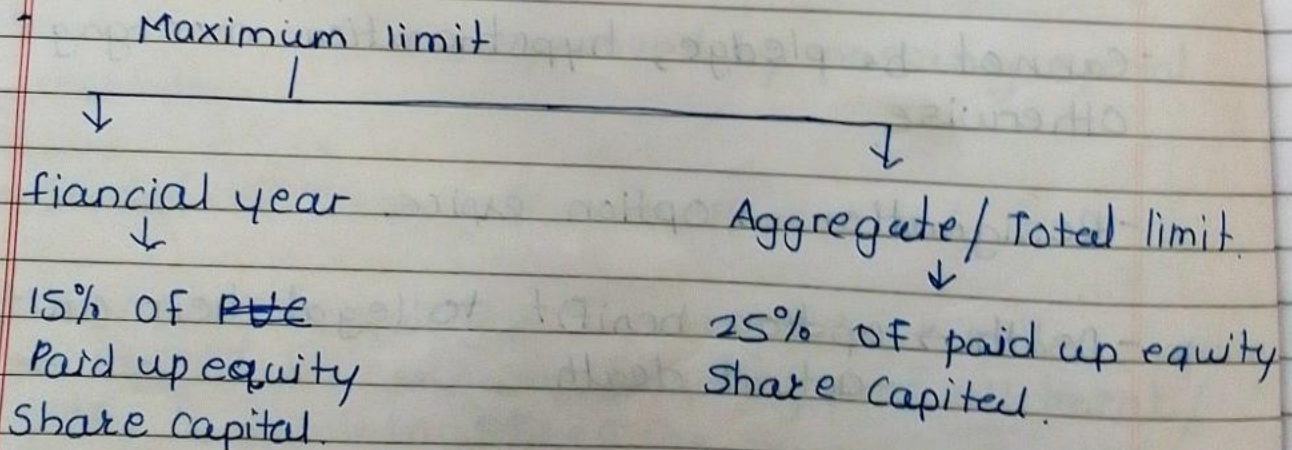 Maximium limit
fiancial year
15% of
Paid up equity
Share capital.
Aggregate/Total limit.
25% of paid up equity
Share Capital.